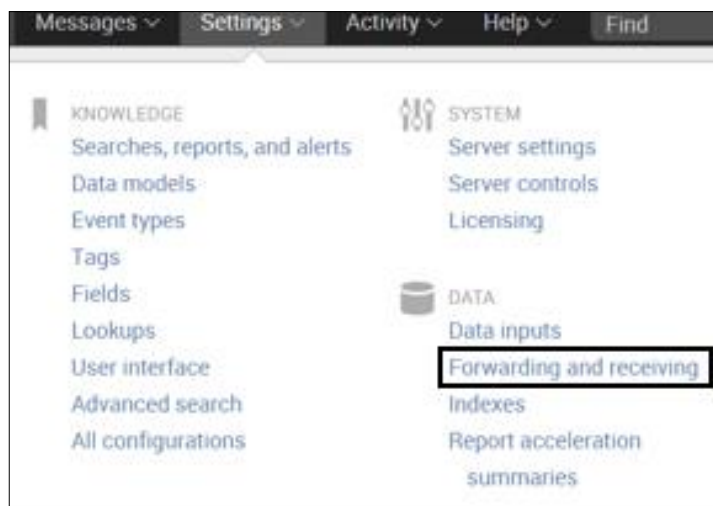 Messages Settings Activity Help Find
KNOWLEDGE
Searches, reports, and alerts
Data models
Event types
Tags
Fields
Lookups
User interface
Advanced search
All configurations
SYSTEM
Server settings
Server controls
Licensing
DATA
Data inputs
Forwarding and receiving
Indexes
Report acceleration
summaries